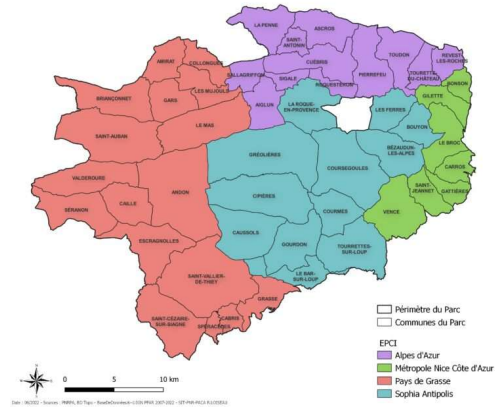 LA PENNE
ASCROS
SAINT-
ANTONIN
CUÉBRIS
TOUDON
REVEST-
LES-ROCHES
AMIRAT
COLLONGUES
SALLAGRIFFON
SIGALE
ROQUESTERON
PIERREFEU
TOURETTE-
DU-CHÂTEAU
BONSON
GILETTE
BRIANÇONNET
GARS
LES MUJOULS
AIGLUN
LA ROQUE-
EN-PROVENCE
LES FERRES
SAINT-AUBAN
LE MAS
BOUYON
LE BROC
GRÉOLIÈRES
BÉZAUDUN-
LES-ALPES
CARROS
VALDEROURE
ANDON
COURSEGOULES
SAINT-
JEANNET
GATTIÈRES
SÉRANON
CAILLE
CIPIÈRES
COURMES
VENCE
ESCRAGNOLLES
CAUSSOLS
GOURDON
TOURRETTES-
SUR-LOUP
SAINT-VALLIER-
DE-THIEY
LE BAR-
SUR-LOUP
GRASSE
SAINT-CÉZAIRE-
SUR-SIAGNE
CABRIS
SPÉRACÈDES
Périmètre du Parc
Communes du Parc
EPCI
Alpes d'Azur
Métropole Nice Côte d'Azur
Pays de Grasse
Sophia Antipolis
N
0 5 10 km